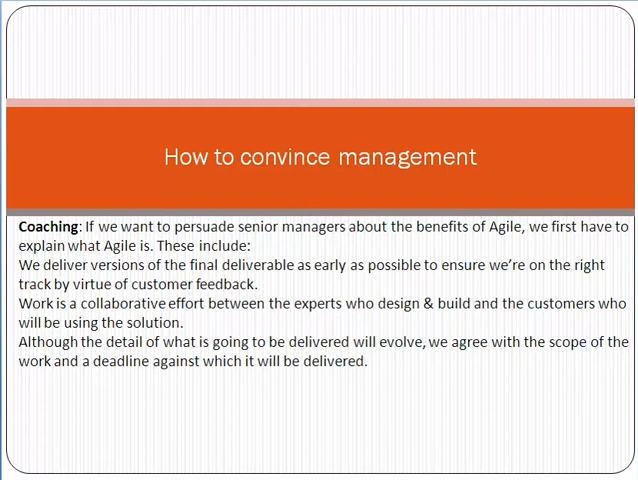 How to convince management
Coaching: If we want to persuade senior managers about the benefits of Agile, we first have to
explain what Agile is. These include:
We deliver versions of the final deliverable as early as possible to ensure we're on the right
track by virtue of customer feedback.
Work is a collaborative effort between the experts who design & build and the customers who
will be using the solution.
Although the detail of what is going to be delivered will evolve, we agree with the scope of the
work and a deadline against which it will be delivered.